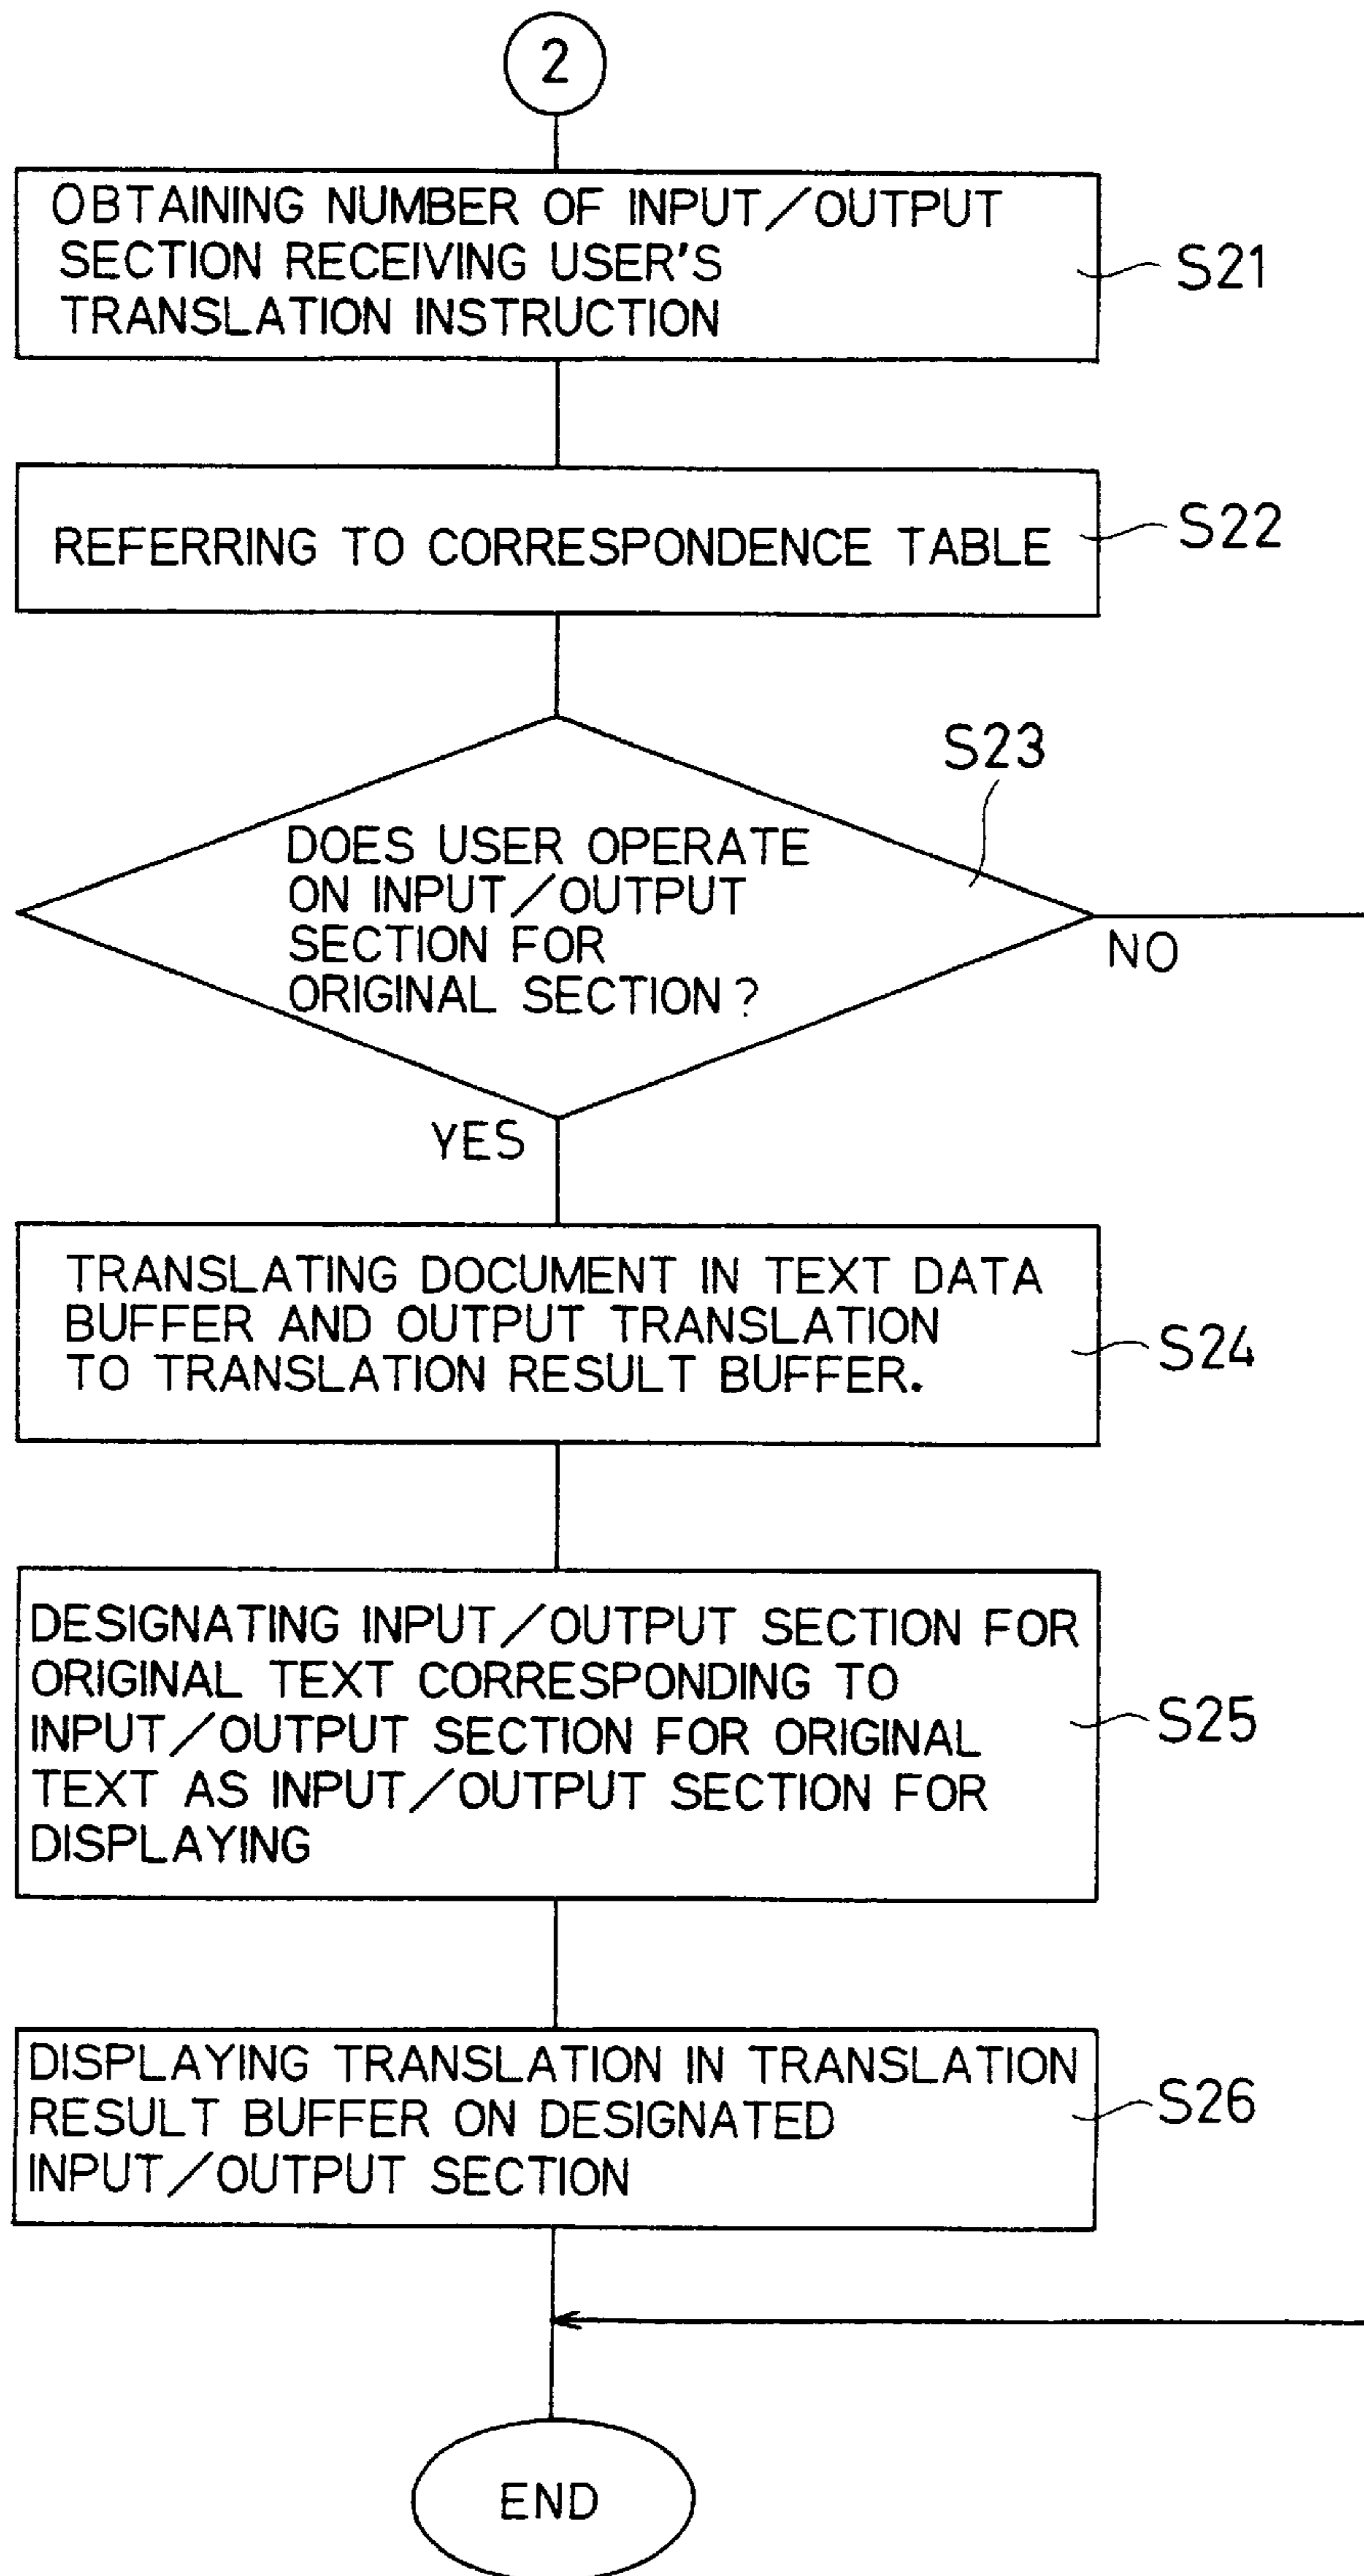 2
OBTAINING NUMBER OF INPUT/OUTPUT
SECTION RECEIVING USER'S
TRANSLATION INSTRUCTION
S21
REFERRING TO CORRESPONDENCE TABLE
S22
S23
DOES USER OPERATE
ON INPUT/OUTPUT
SECTION FOR
ORIGINAL SECTION?
NO
YES
TRANSLATING DOCUMENT IN TEXT DATA
BUFFER AND OUTPUT TRANSLATION
TO TRANSLATION RESULT BUFFER.
S24
DESIGNATING INPUT/OUTPUT SECTION FOR
ORIGINAL TEXT CORRESPONDING TO
INPUT/OUTPUT SECTION FOR ORIGINAL
TEXT AS INPUT/OUTPUT SECTION FOR
DISPLAYING
S25
DISPLAYING TRANSLATION IN TRANSLATION
RESULT BUFFER ON DESIGNATED
INPUT/OUTPUT SECTION
S26
END